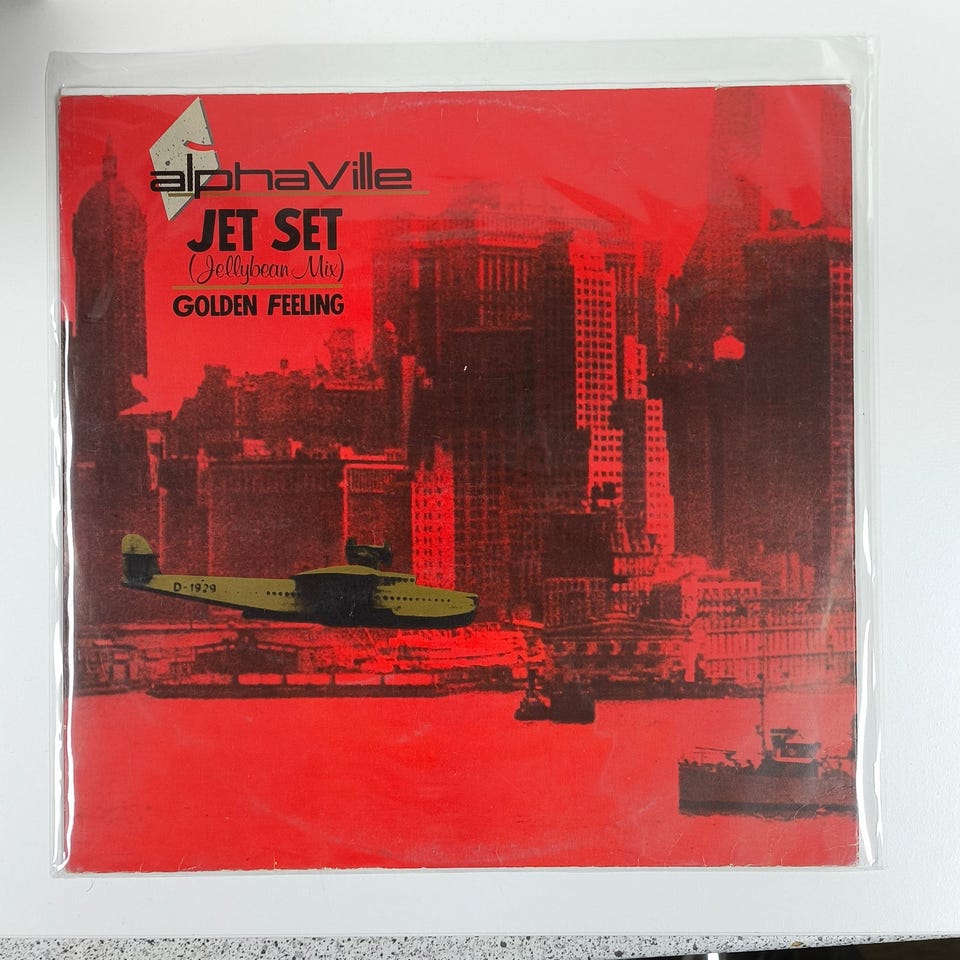 alphaVille
JET SET
(Jellybean Mix)
GOLDEN FEELING
D-1929